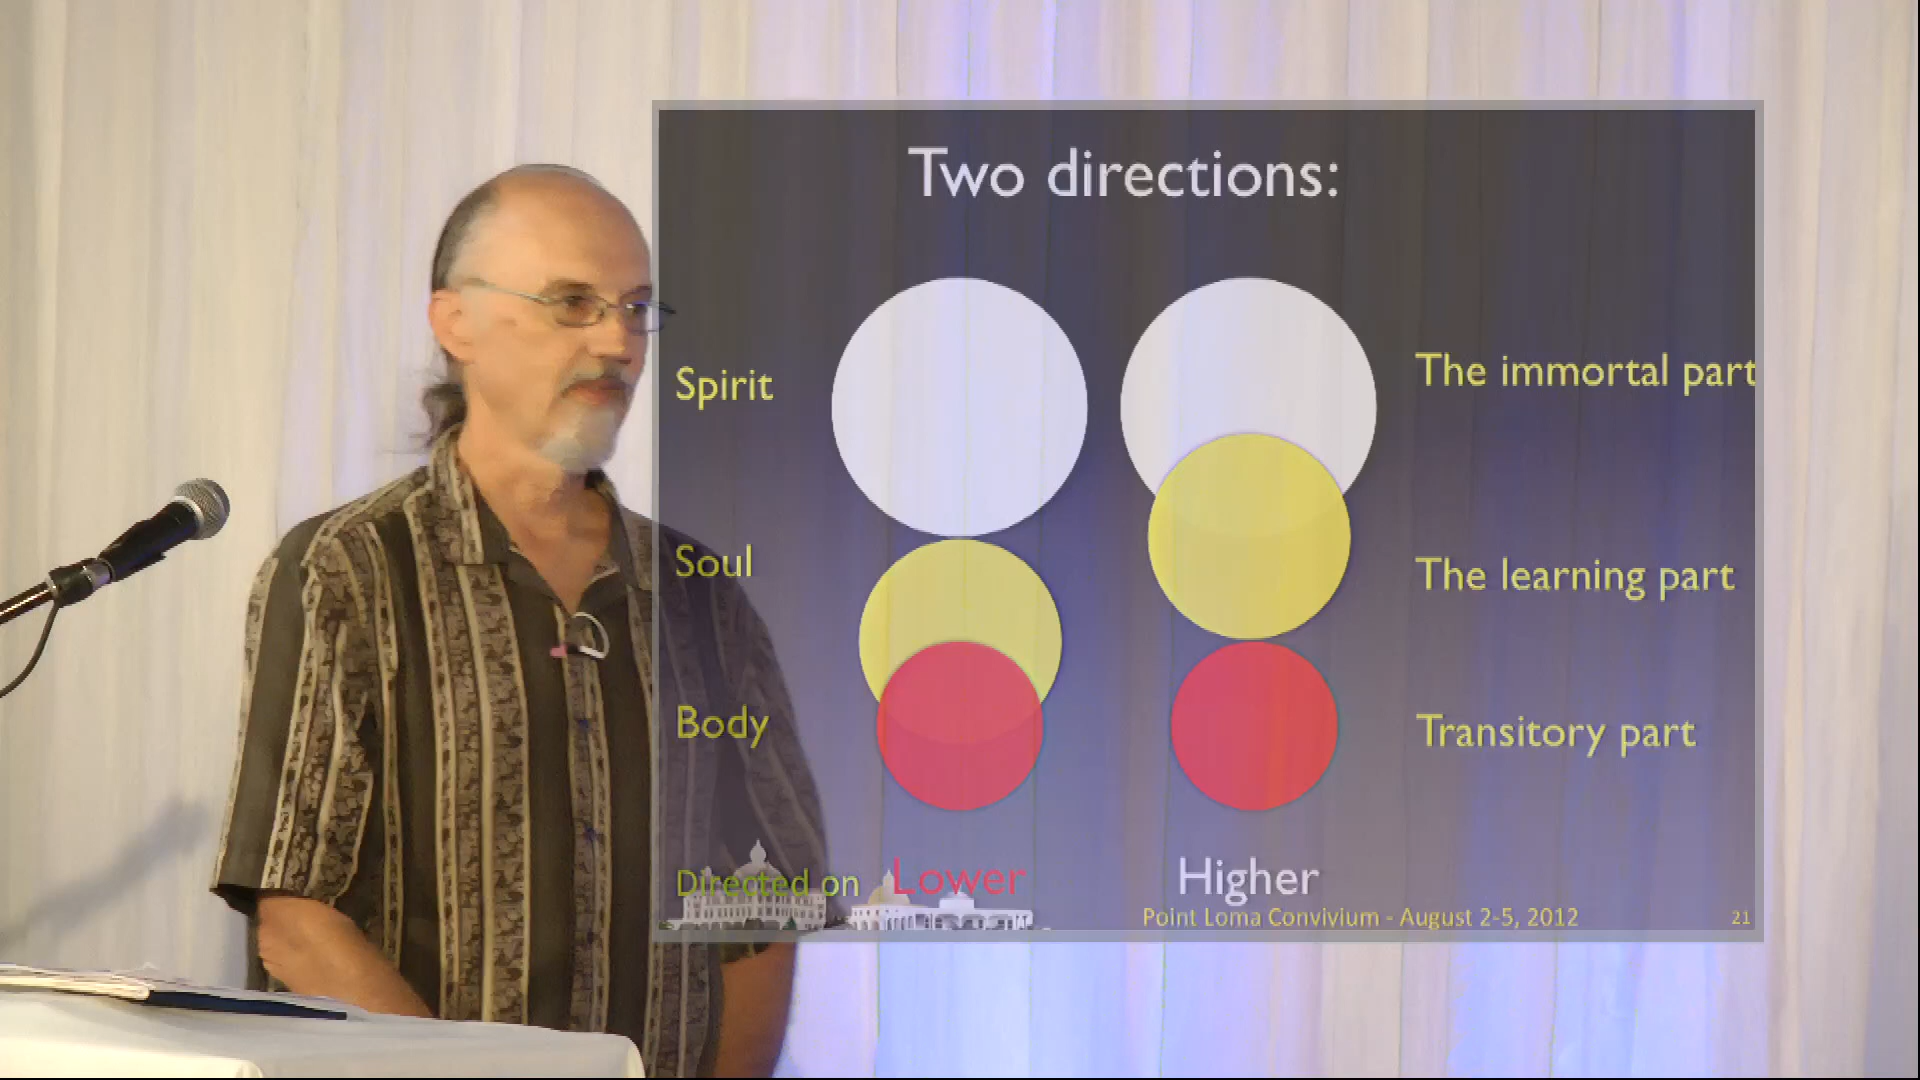 Two directions:
Spirit
The immortal part
Soul
The learning part
Body
Transitory part
Directed on Lower Higher
Point Loma Convivium - August 2-5, 2012 21